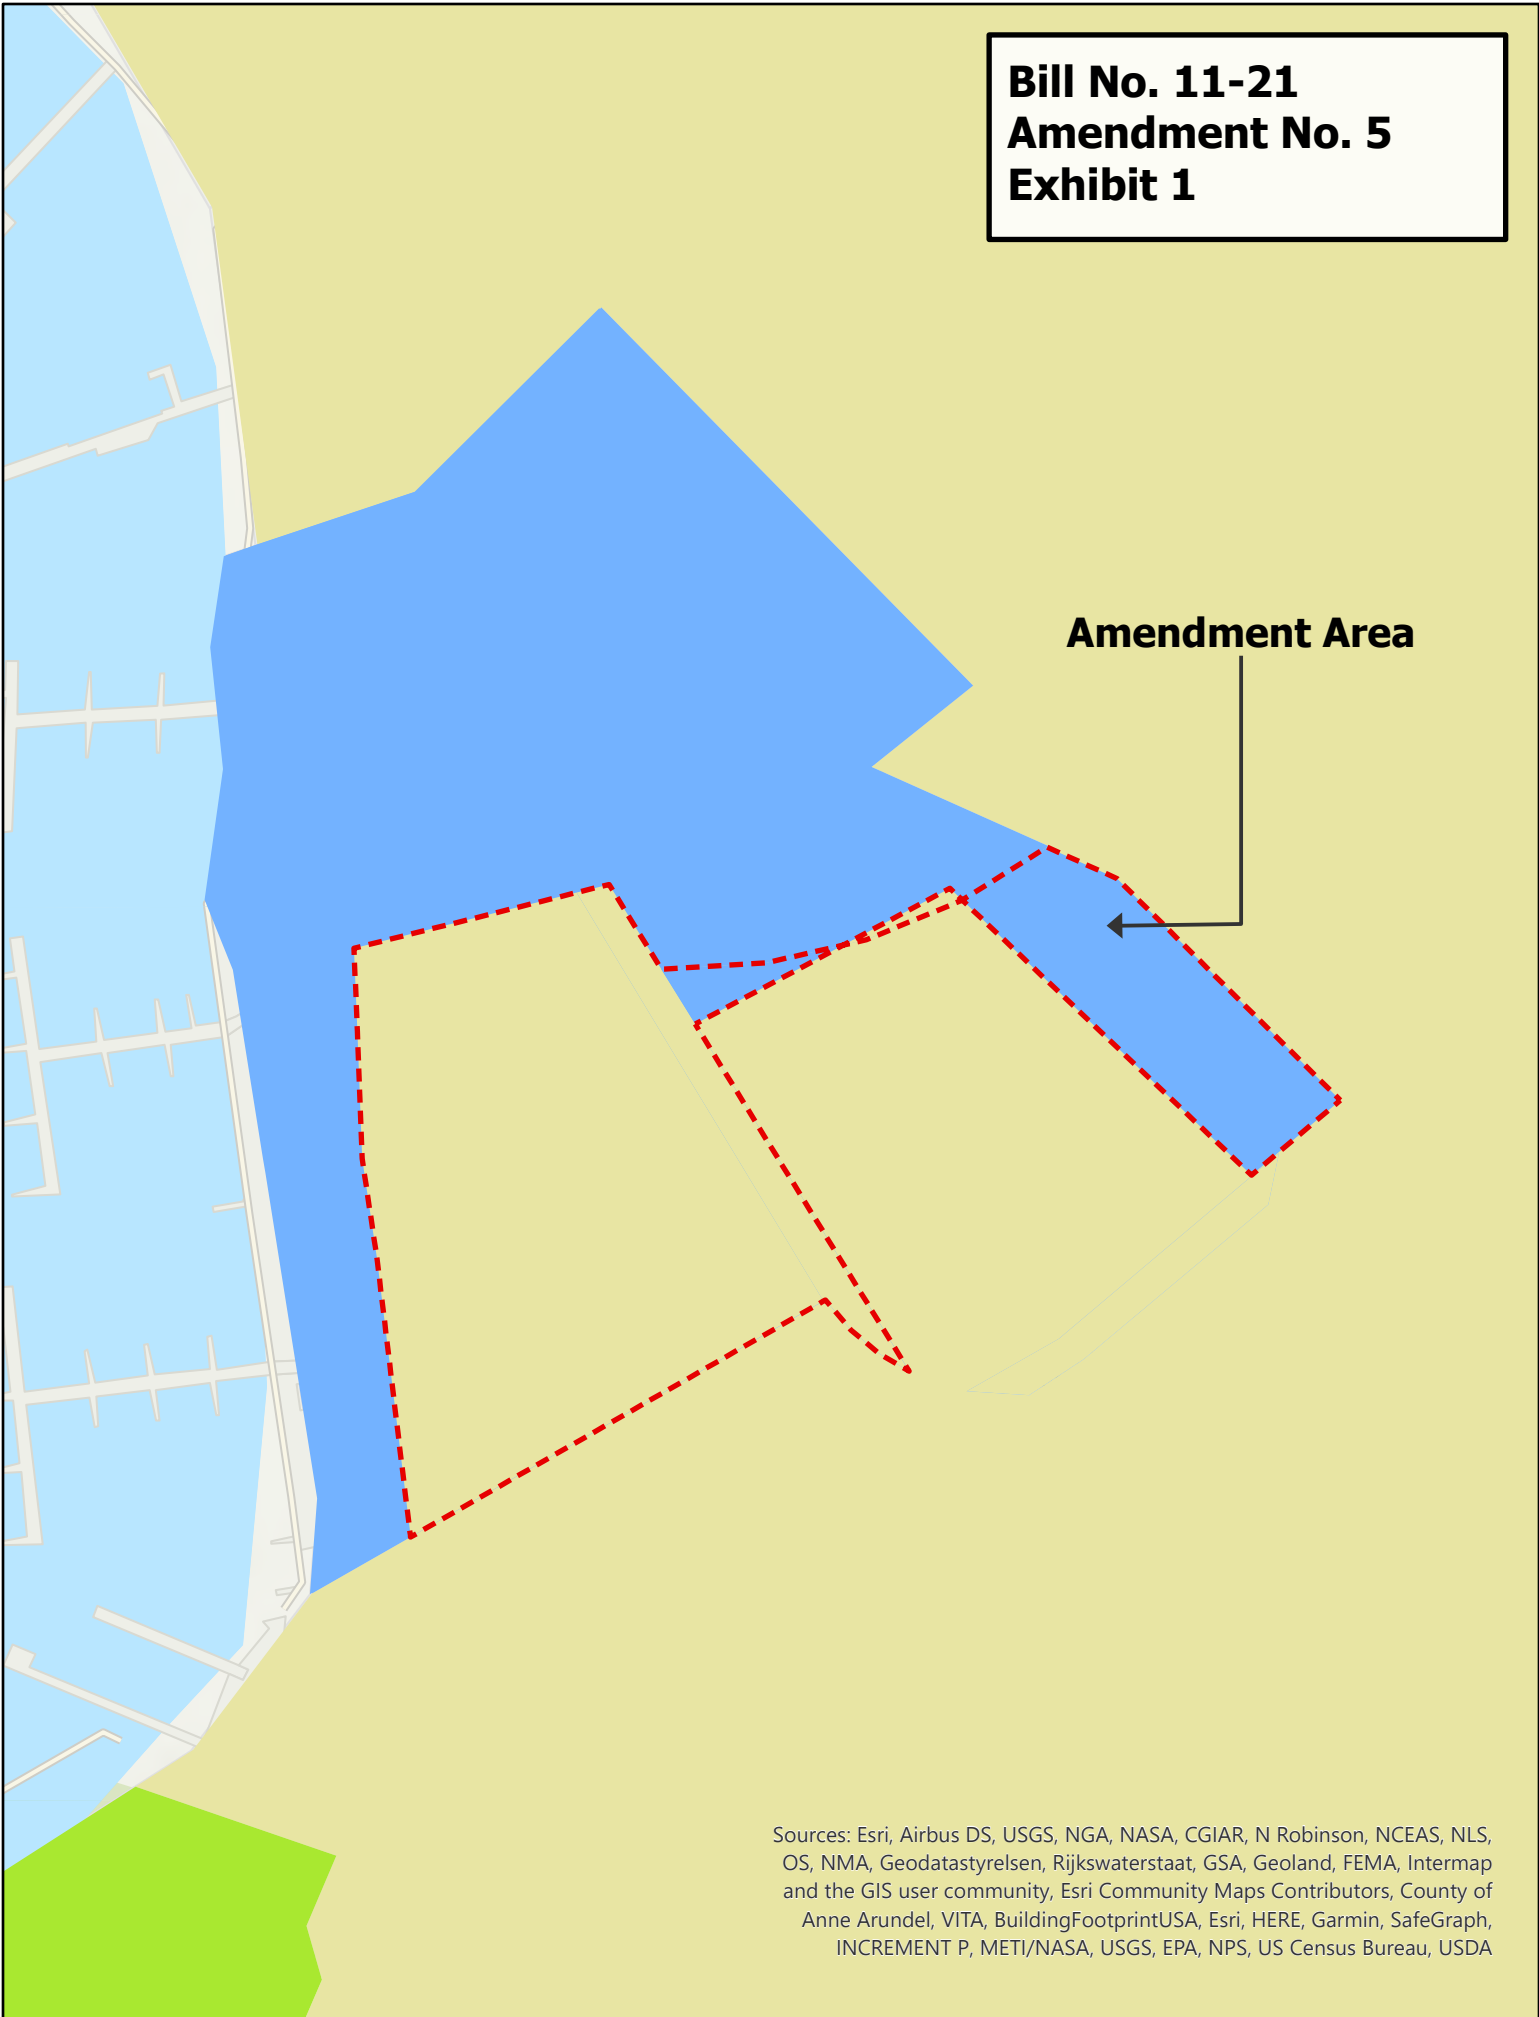 Bill No. 11-21
Amendment No. 5
Exhibit 1
Amendment Area
Sources: Esri, Airbus DS, USGS, NGA, NASA, CGIAR, N Robinson, NCEAS, NLS,
OS, NMA, Geodatastyrelsen, Rijkswaterstaat, GSA, Geoland, FEMA, Intermap
and the GIS user community, Esri Community Maps Contributors, County of
Anne Arundel, VITA, BuildingFootprintUSA, Esri, HERE, Garmin, SafeGraph,
INCREMENT P, METI/NASA, USGS, EPA, NPS, US Census Bureau, USDA